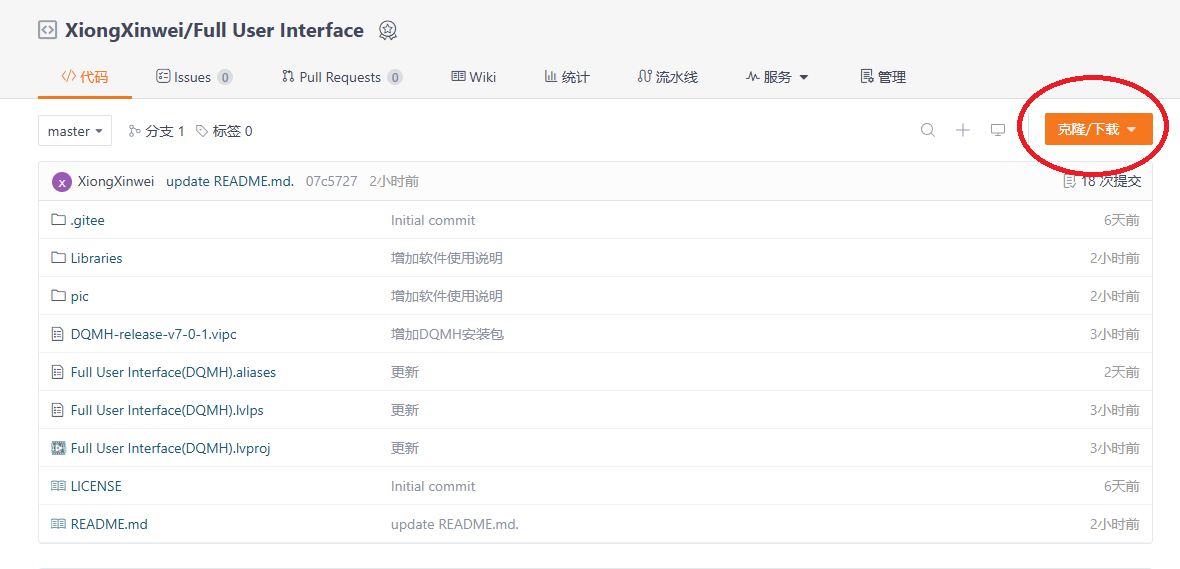 XiongXinwei/Full User Interface
代码 Issues 0 Pull Requests 0 Wiki 统计 流水线 服务 管理
master 分支 1 标签 0 克隆/下载
X XiongXinwei update README.md. 07c5727 2小时前 18 次提交
.gitee Initial commit 6天前
Libraries 增加软件使用说明 2小时前
pic 增加软件使用说明 2小时前
DQMH-release-v7-0-1.vipc 增加DQMH安装包 3小时前
Full User Interface(DQMH).aliases 更新 2天前
Full User Interface(DQMH).lvlps 更新 3小时前
Full User Interface(DQMH).lvproj 更新 3小时前
LICENSE Initial commit 6天前
README.md update README.md. 2小时前